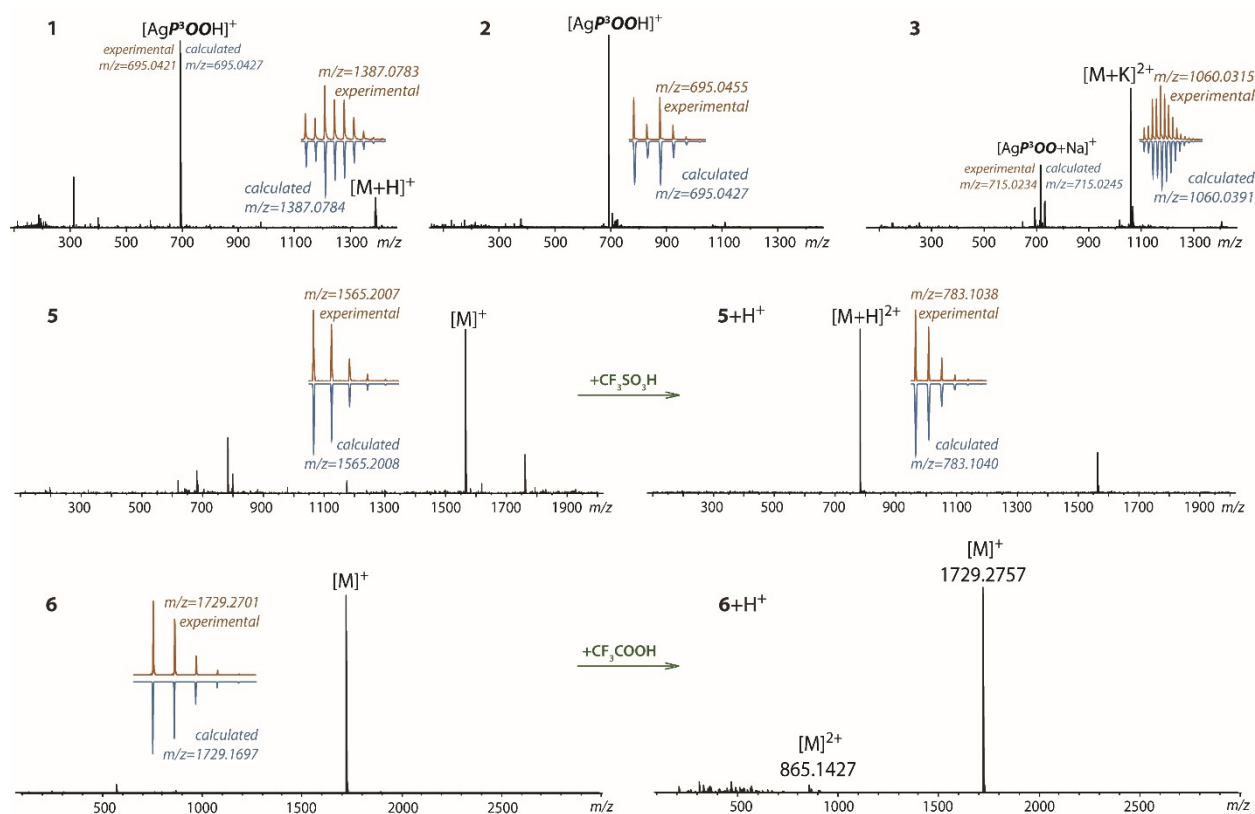 1
[AgP³OOH]⁺
experimental
m/z=695.0421
calculated
m/z=695.0427
m/z=1387.0783
experimental
calculated
m/z=1387.0784
[M+H]⁺
300 500 700 900 1100 1300 m/z
2
[AgP³OOH]⁺
m/z=695.0455
experimental
calculated
m/z=695.0427
300 500 700 900 1100 1300 m/z
3
[M+K]²⁺
m/z=1060.0315
experimental
[AgP³OO+Na]⁺
experimental
m/z=715.0234
calculated
m/z=715.0245
calculated
m/z=1060.0391
300 500 700 900 1100 1300 m/z
5
m/z=1565.2007
experimental
[M]⁺
calculated
m/z=1565.2008
300 500 700 900 1100 1300 1500 1700 1900 m/z
+CF₃SO₃H
5+H⁺
[M+H]²⁺
m/z=783.1038
experimental
calculated
m/z=783.1040
300 500 700 900 1100 1300 1500 1700 1900 m/z
6
m/z=1729.2701
experimental
[M]⁺
calculated
m/z=1729.1697
500 1000 1500 2000 2500 m/z
+CF₃COOH
6+H⁺
[M]⁺
1729.2757
[M]²⁺
865.1427
500 1000 1500 2000 2500 m/z